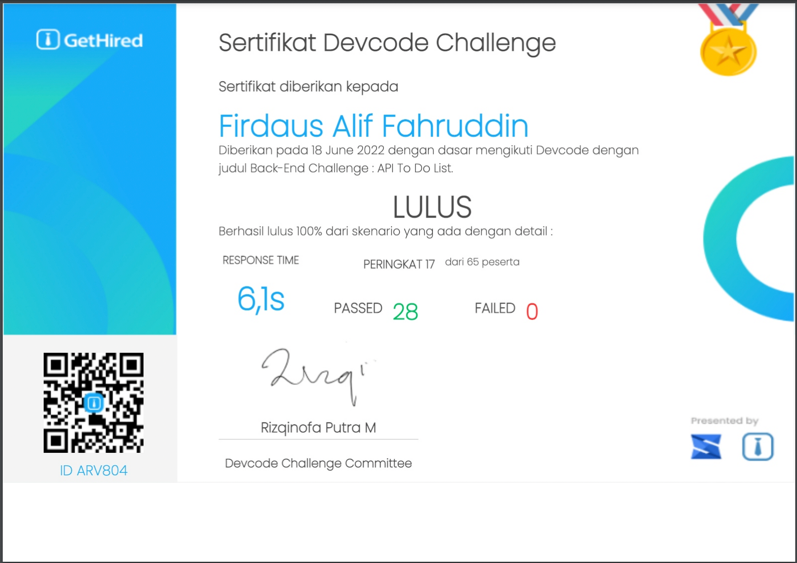 GetHired
Sertifikat Devcode Challenge
Sertifikat diberikan kepada
Firdaus Alif Fahruddin
Diberikan pada 18 June 2022 dengan dasar mengikuti Devcode dengan
judul Back-End Challenge : API To Do List.
LULUS
Berhasil lulus 100% dari skenario yang ada dengan detail :
RESPONSE TIME
PERINGKAT 17 dari 65 peserta
6,1s
PASSED 28
FAILED 0
Rizqi
Rizqinofa Putra M
Devcode Challenge Committee
ID ARV804
Presented by